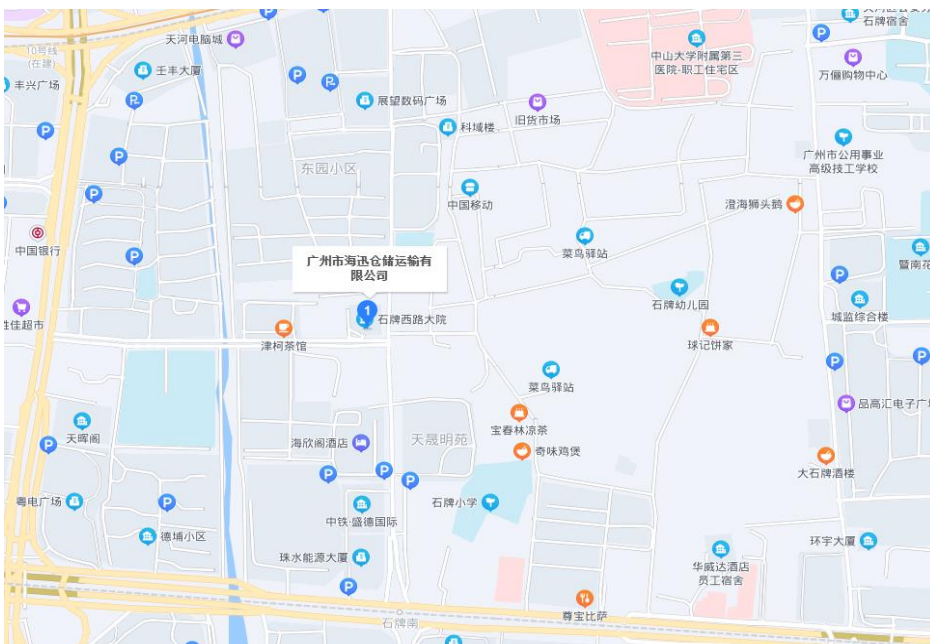 石牌宿舍
天河电脑城
10号线
(在建)
壬丰大厦
丰兴广场
中山大学附属第三
医院-职工住宅区
万俪购物中心
展望数码广场
旧货市场
科域楼
广州市公用事业
高级技工学校
东园小区
中国移动
澄海狮头鹅
中国银行
菜鸟驿站
暨南花
广州市海迅仓储运输有
限公司
石牌幼儿园
1
石牌西路大院
胜佳超市
城监综合楼
津柯茶馆
球记饼家
菜鸟驿站
品高汇电子广场
宝春林凉茶
天晖阁
海欣阁酒店
天晟明苑
奇味鸡煲
大石牌酒楼
粤电广场
石牌小学
中铁·盛德国际
德埔小区
环宇大厦
珠水能源大厦
华威达酒店
员工宿舍
尊宝比萨
石牌南